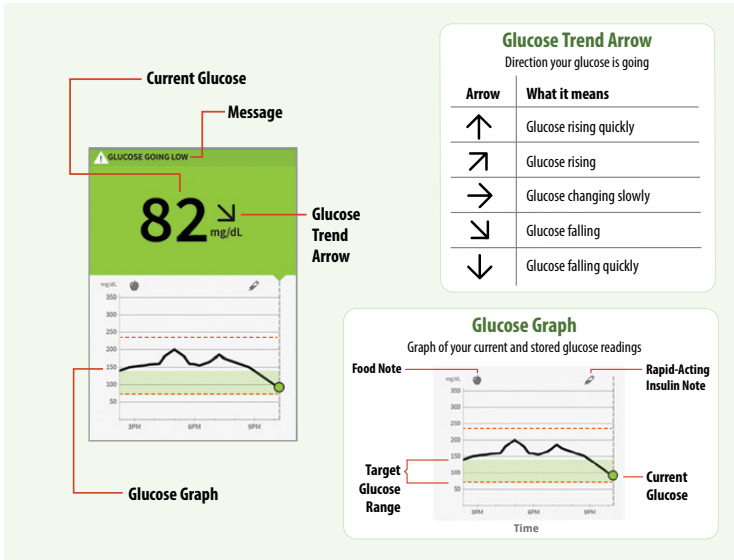 Current Glucose
Message
GLUCOSE GOING LOW
82
mg/dL
Glucose
Trend
Arrow
mg/dL
350
300
250
200
150
100
50
3PM
6PM
9PM
Glucose Graph
Glucose Trend Arrow
Direction your glucose is going
Arrow What it means
Glucose rising quickly
Glucose rising
Glucose changing slowly
Glucose falling
Glucose falling quickly
Glucose Graph
Graph of your current and stored glucose readings
Food Note
Rapid-Acting
Insulin Note
mg/dL
350
300
250
200
150
100
50
Target
Glucose
Range
Current
Glucose
3PM
6PM
9PM
Time